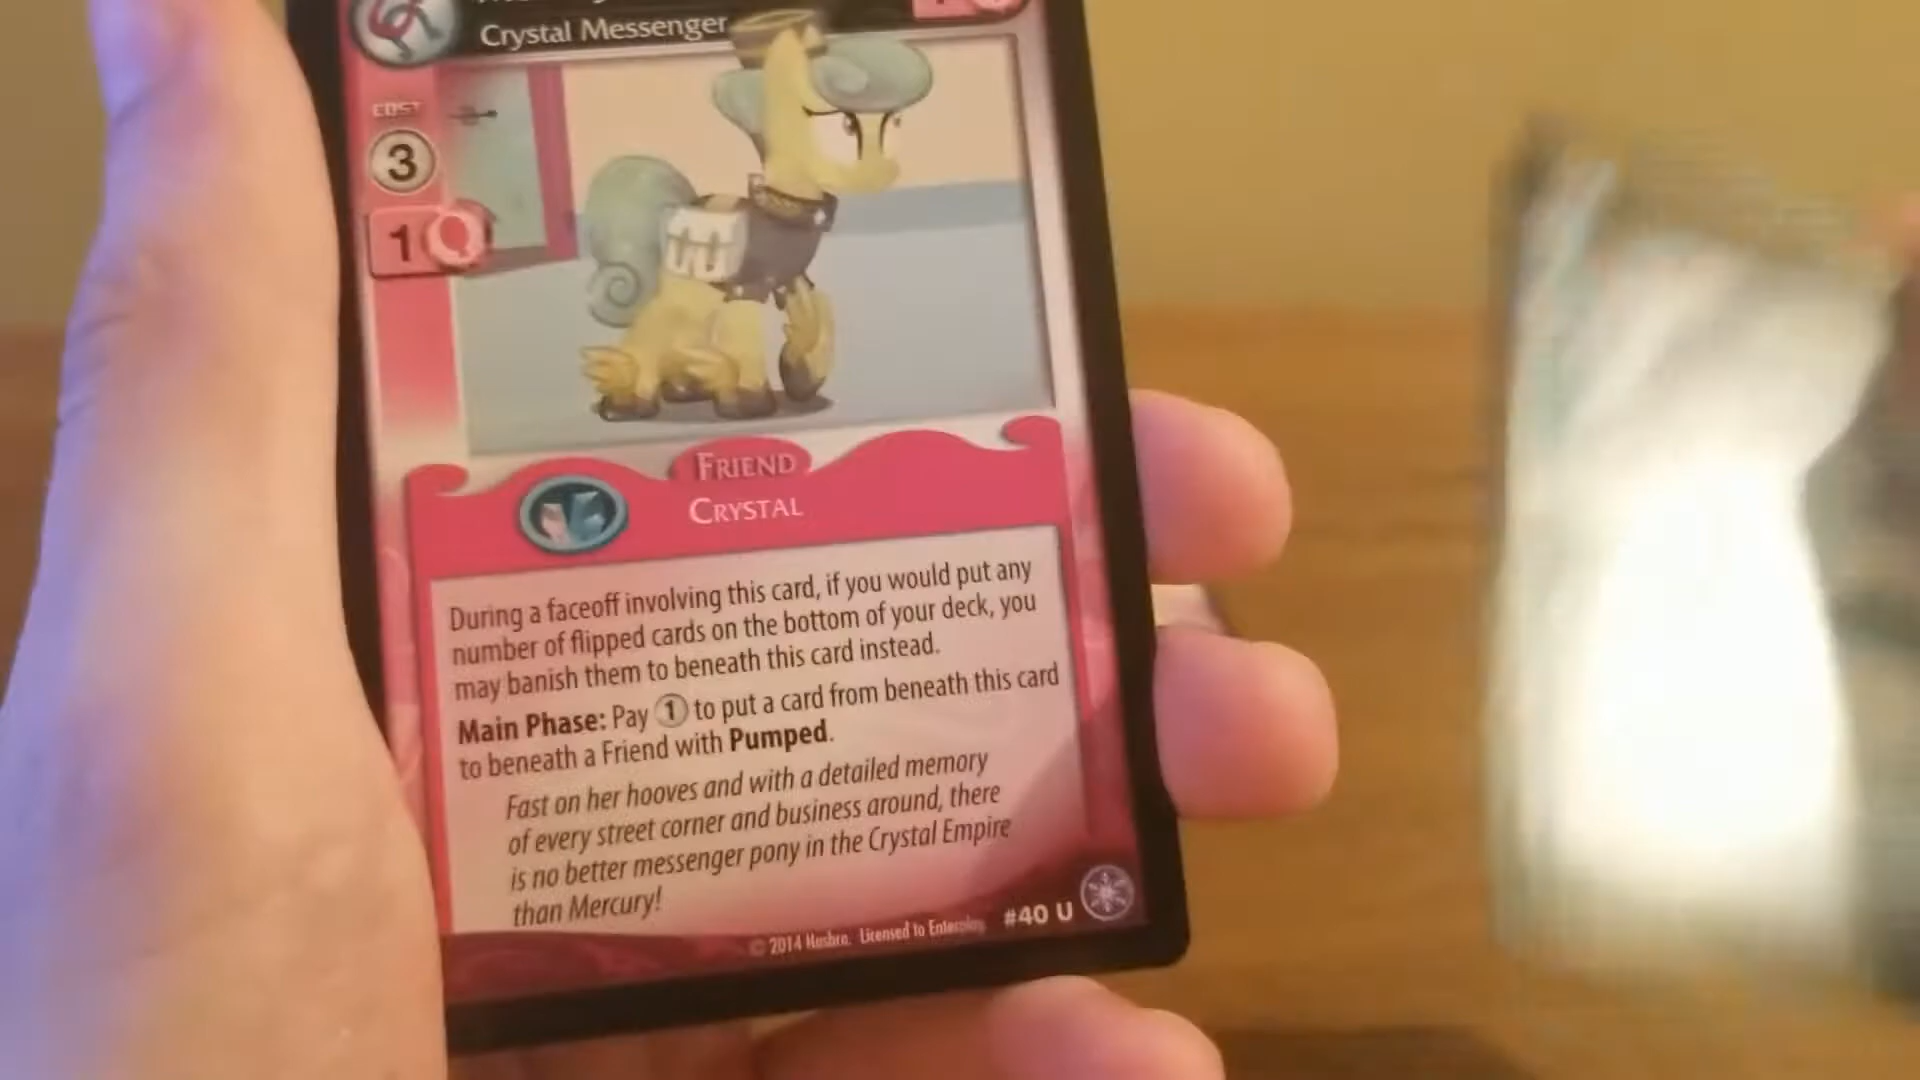 Crystal Messenger
COST
3
1
FRIEND
CRYSTAL
During a faceoff involving this card, if you would put any
number of flipped cards on the bottom of your deck, you
may banish them to beneath this card instead.
Main Phase: Pay 1 to put a card from beneath this card
to beneath a Friend with Pumped.
Fast on her hooves and with a detailed memory
of every street corner and business around, there
is no better messenger pony in the Crystal Empire
than Mercury!
© 2014 Hasbro. Licensed to Enterplay #40 U